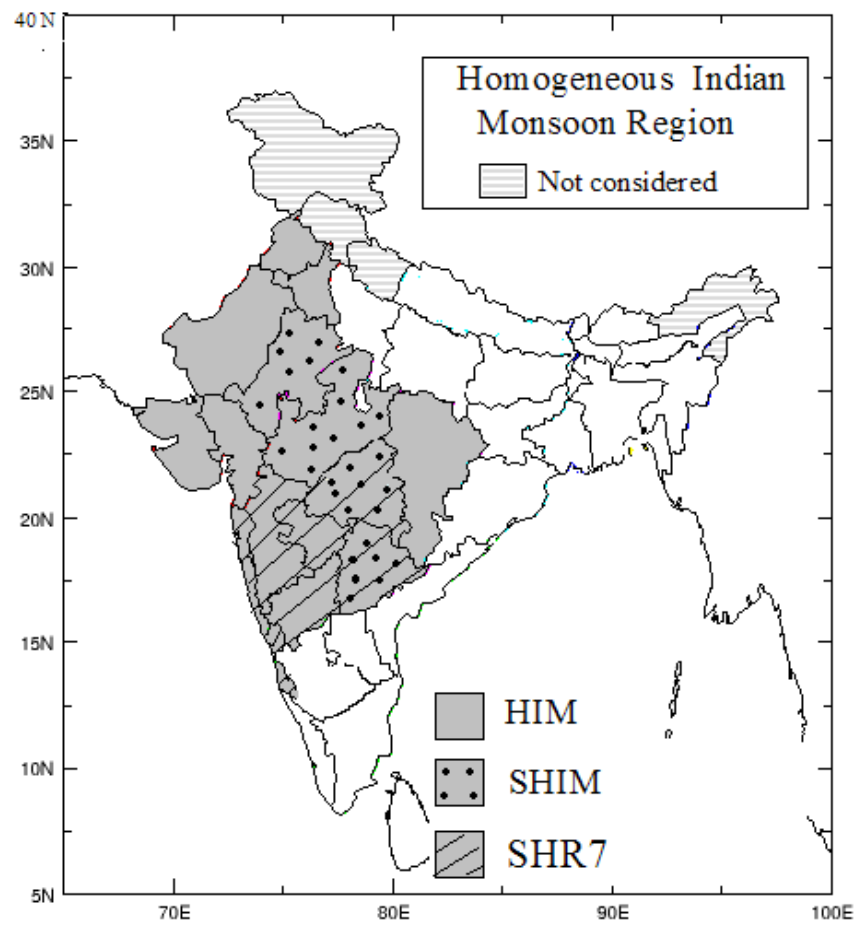 40 N
Homogeneous Indian
Monsoon Region
Not considered
35N
30N
25N
20N
15N
10N
5N
HIM
SHIM
SHR7
70E
80E
90E
100E